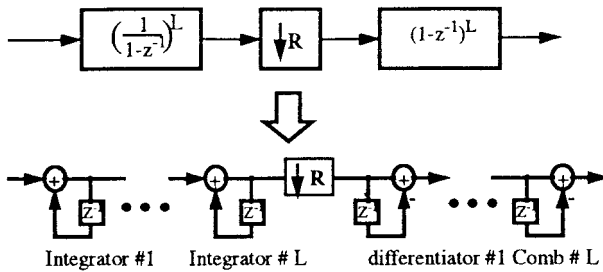 (1/1-z⁻¹)ᴸ ↓R (1-z⁻¹)ᴸ
↓ R
+ Z⁻¹ • • • + Z⁻¹ Z⁻¹ + - • • • Z⁻¹ + -
Integrator #1 Integrator # L differentiator #1 Comb # L